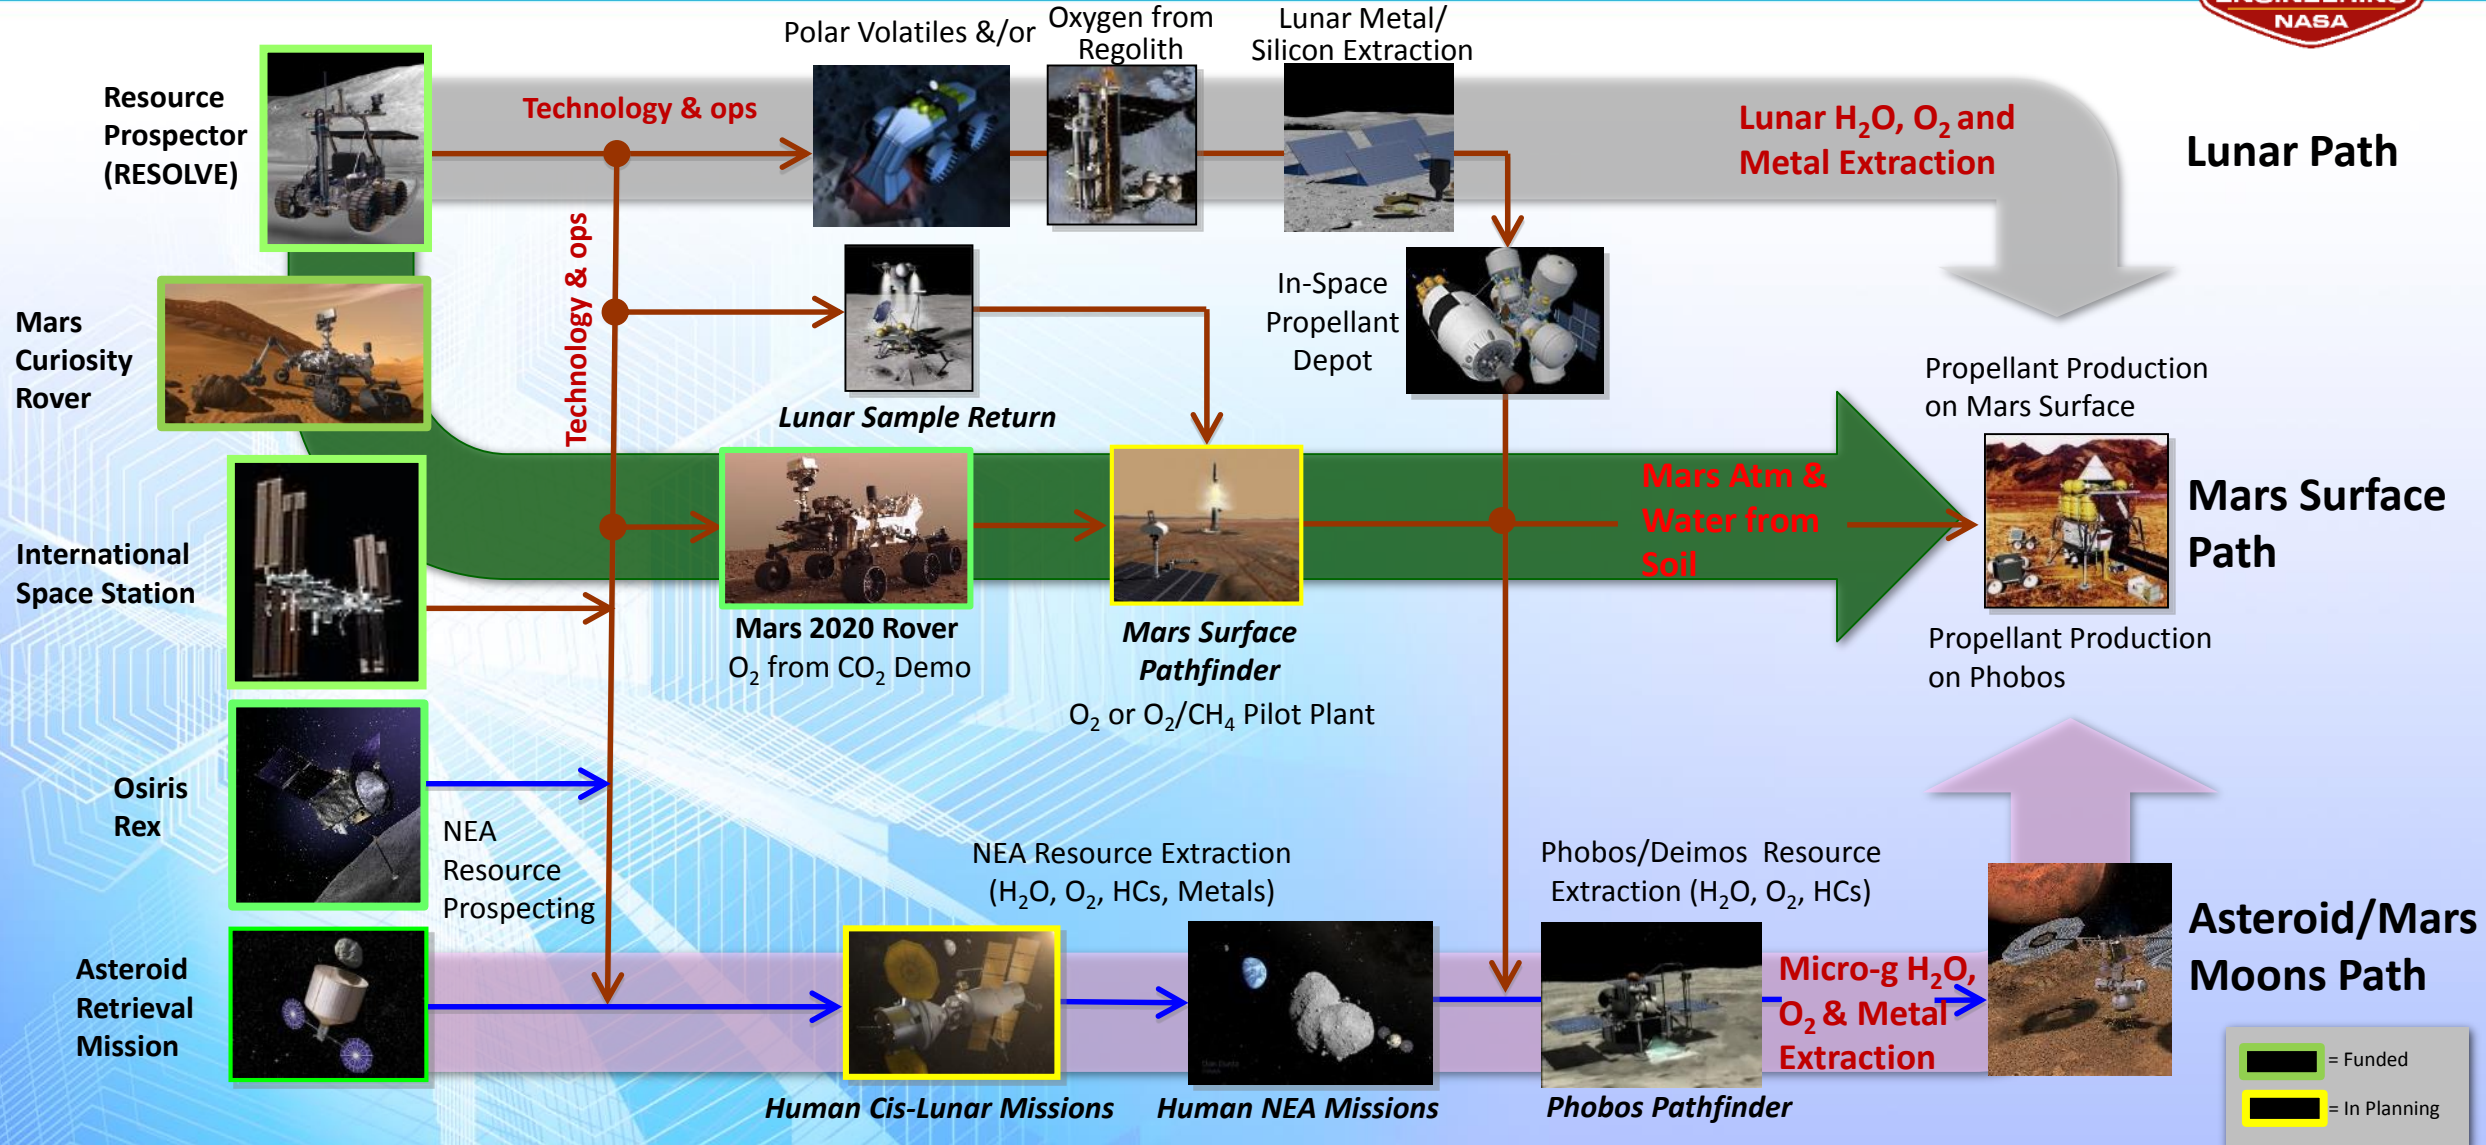 ENGINEERING
NASA
Polar Volatiles &/or
Oxygen from
Regolith
Lunar Metal/
Silicon Extraction
Resource
Prospector
(RESOLVE)
Technology & ops
Lunar H₂O, O₂ and
Metal Extraction
Lunar Path
Technology & ops
Mars
Curiosity
Rover
Lunar Sample Return
In-Space
Propellant
Depot
Propellant Production
on Mars Surface
International
Space Station
Mars 2020 Rover
O₂ from CO₂ Demo
Mars Surface
Pathfinder
O₂ or O₂/CH₄ Pilot Plant
Mars Atm &
Water from
Soil
Mars Surface
Path
Propellant Production
on Phobos
Osiris
Rex
NEA
Resource
Prospecting
NEA Resource Extraction
(H₂O, O₂, HCs, Metals)
Phobos/Deimos Resource
Extraction (H₂O, O₂, HCs)
Asteroid
Retrieval
Mission
Micro-g H₂O,
O₂ & Metal
Extraction
Asteroid/Mars
Moons Path
Human Cis-Lunar Missions
Human NEA Missions
Phobos Pathfinder
= Funded
= In Planning